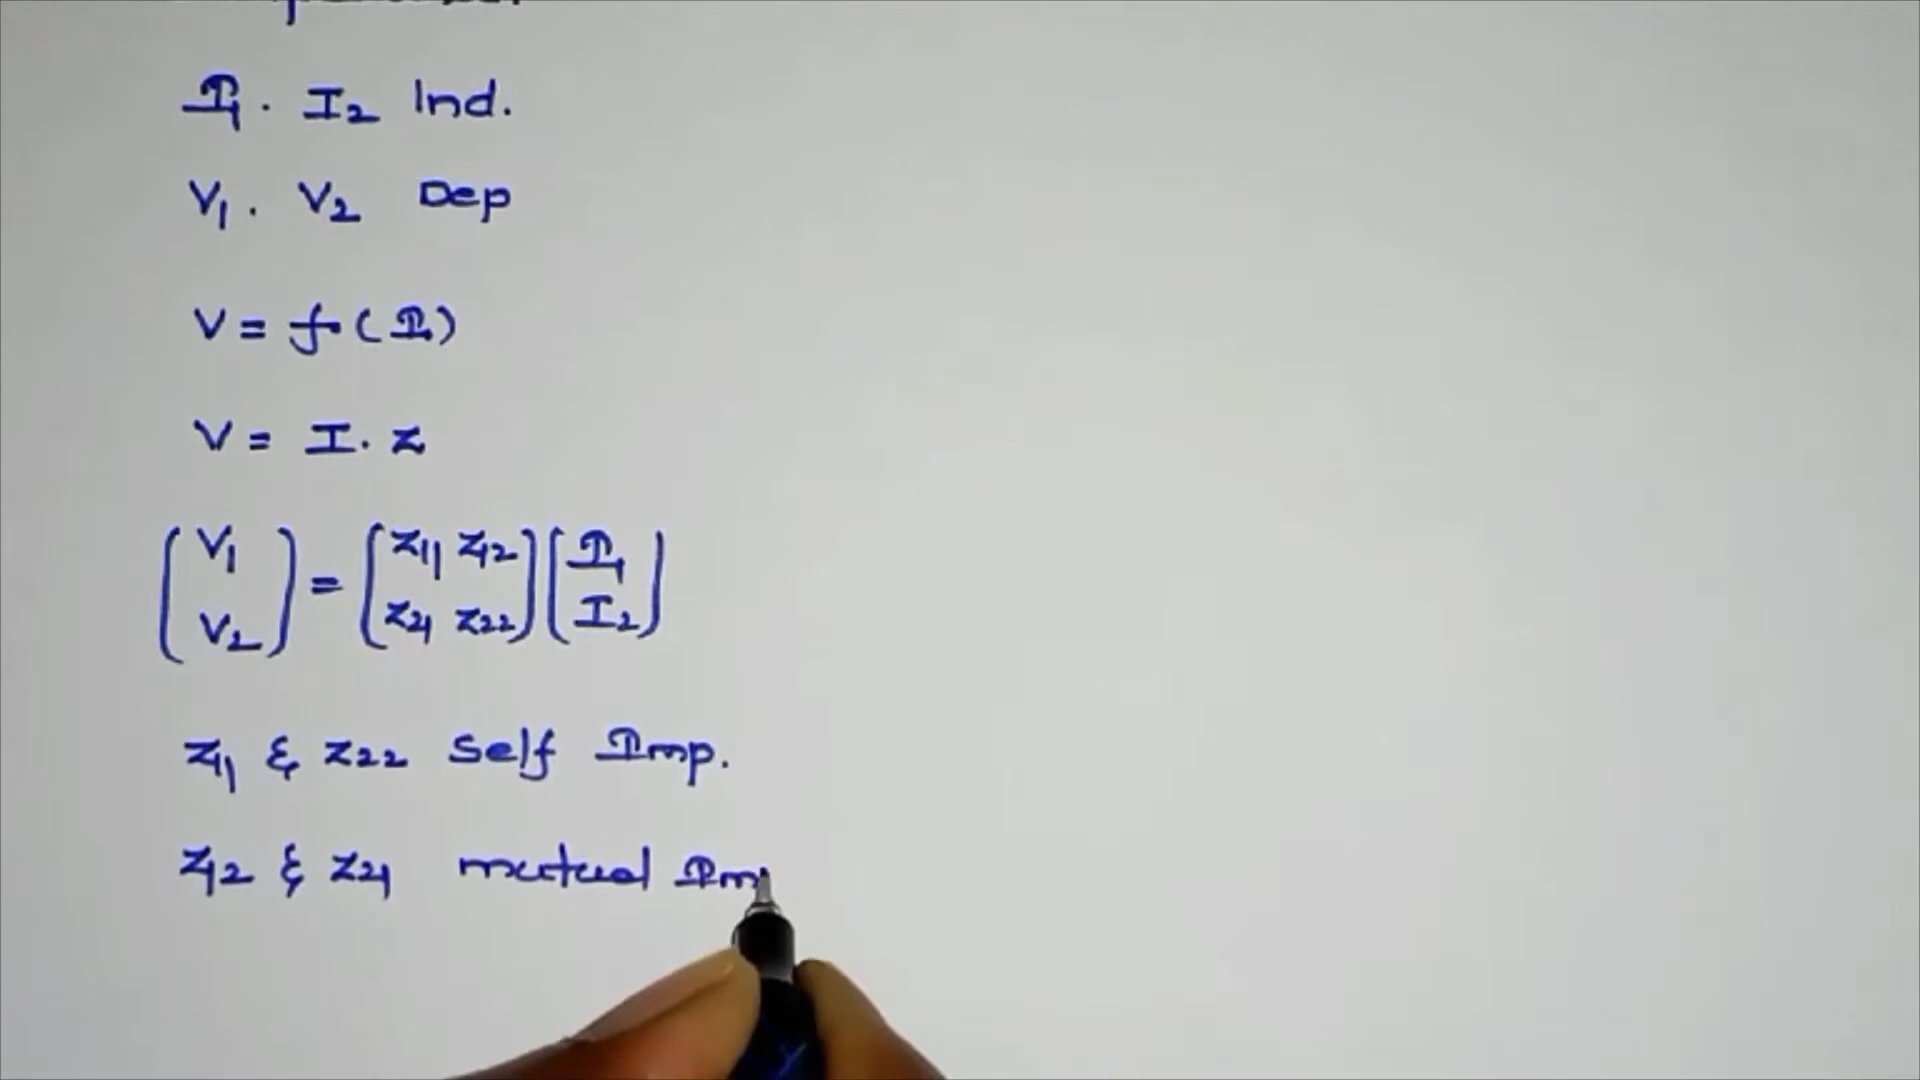 I1. I2 Ind.
V1. V2 Dep
V = f(I)
V = I. z
[V1 V2] = [z11 z12 z21 z22] [I1 I2]
z11 & z22 Self Imp.
z12 & z21 mutual Im